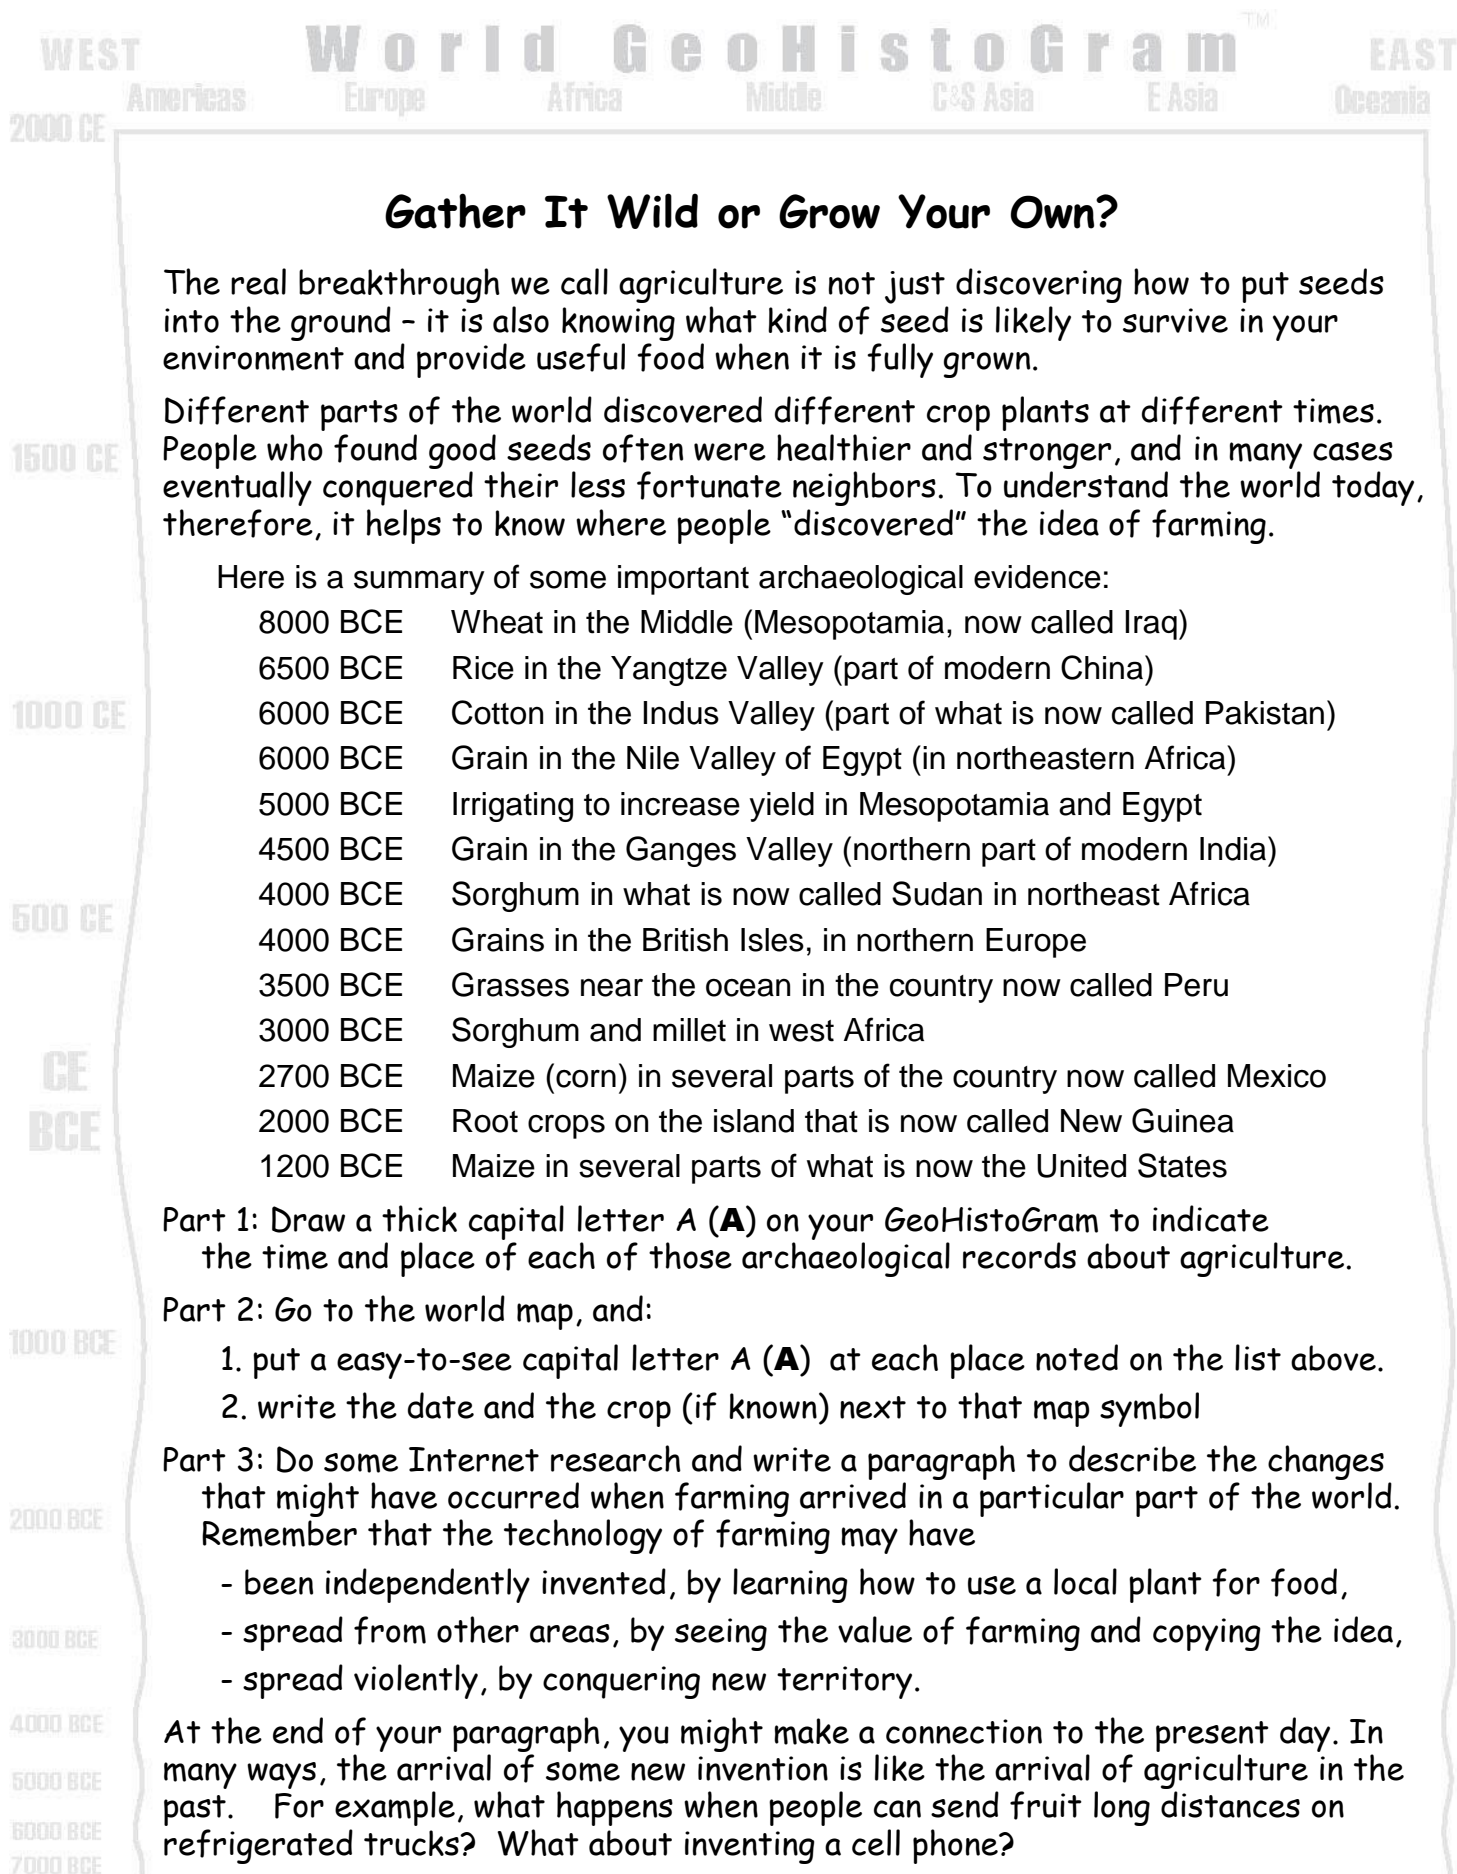 WEST World GeoHistoGram™ EAST
Americas Europe Africa Middle C&S Asia E Asia Oceania
2000 CE
Gather It Wild or Grow Your Own?
The real breakthrough we call agriculture is not just discovering how to put seeds
into the ground – it is also knowing what kind of seed is likely to survive in your
environment and provide useful food when it is fully grown.
Different parts of the world discovered different crop plants at different times.
1500 CE
People who found good seeds often were healthier and stronger, and in many cases
eventually conquered their less fortunate neighbors. To understand the world today,
therefore, it helps to know where people “discovered” the idea of farming.
Here is a summary of some important archaeological evidence:
8000 BCE Wheat in the Middle (Mesopotamia, now called Iraq)
6500 BCE Rice in the Yangtze Valley (part of modern China)
1000 CE
6000 BCE Cotton in the Indus Valley (part of what is now called Pakistan)
6000 BCE Grain in the Nile Valley of Egypt (in northeastern Africa)
5000 BCE Irrigating to increase yield in Mesopotamia and Egypt
4500 BCE Grain in the Ganges Valley (northern part of modern India)
4000 BCE Sorghum in what is now called Sudan in northeast Africa
500 CE
4000 BCE Grains in the British Isles, in northern Europe
3500 BCE Grasses near the ocean in the country now called Peru
3000 BCE Sorghum and millet in west Africa
CE
2700 BCE Maize (corn) in several parts of the country now called Mexico
BCE
2000 BCE Root crops on the island that is now called New Guinea
1200 BCE Maize in several parts of what is now the United States
Part 1: Draw a thick capital letter A (A) on your GeoHistoGram to indicate
the time and place of each of those archaeological records about agriculture.
Part 2: Go to the world map, and:
1000 BCE
1. put a easy-to-see capital letter A (A) at each place noted on the list above.
2. write the date and the crop (if known) next to that map symbol
Part 3: Do some Internet research and write a paragraph to describe the changes
that might have occurred when farming arrived in a particular part of the world.
2000 BCE
Remember that the technology of farming may have
- been independently invented, by learning how to use a local plant for food,
3000 BCE
- spread from other areas, by seeing the value of farming and copying the idea,
- spread violently, by conquering new territory.
4000 BCE
At the end of your paragraph, you might make a connection to the present day. In
many ways, the arrival of some new invention is like the arrival of agriculture in the
5000 BCE
past. For example, what happens when people can send fruit long distances on
6000 BCE
refrigerated trucks? What about inventing a cell phone?
7000 BCE